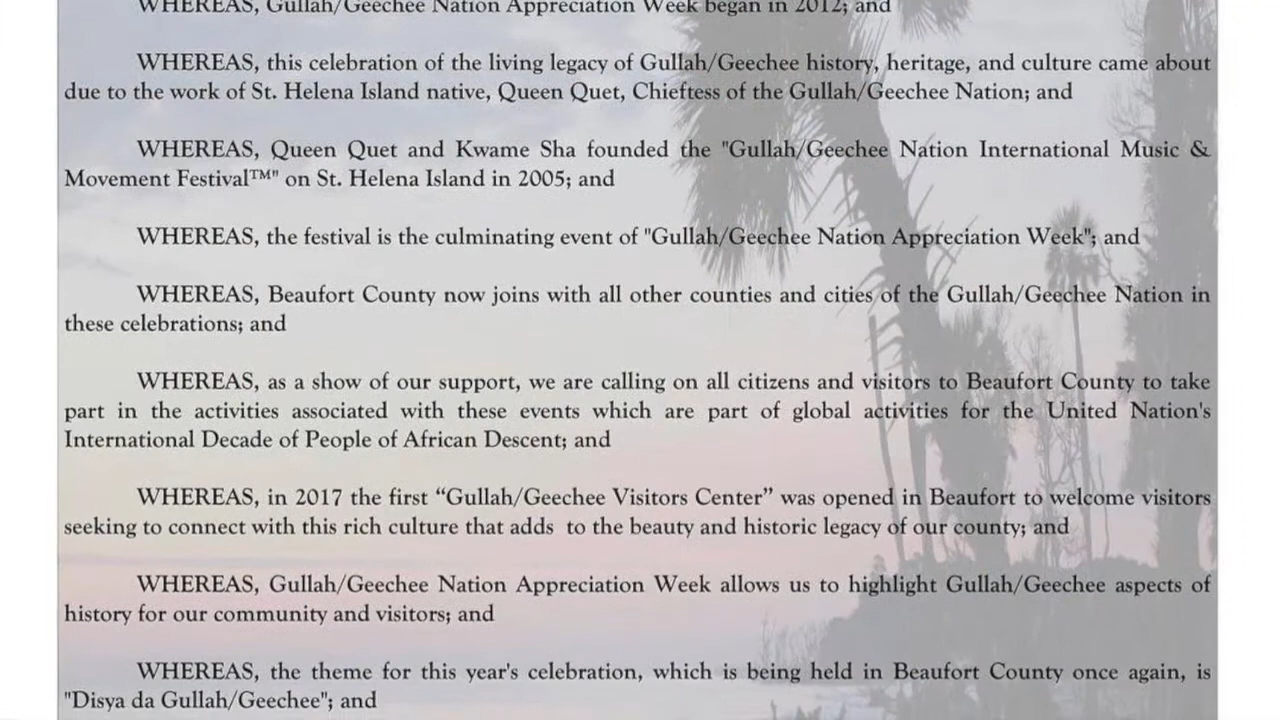 WHEREAS, Gullah/Geechee Nation Appreciation Week began in 2012; and
WHEREAS, this celebration of the living legacy of Gullah/Geechee history, heritage, and culture came about
due to the work of St. Helena Island native, Queen Quet, Chieftess of the Gullah/Geechee Nation; and
WHEREAS, Queen Quet and Kwame Sha founded the "Gullah/Geechee Nation International Music &
Movement Festival™" on St. Helena Island in 2005; and
WHEREAS, the festival is the culminating event of "Gullah/Geechee Nation Appreciation Week"; and
WHEREAS, Beaufort County now joins with all other counties and cities of the Gullah/Geechee Nation in
these celebrations; and
WHEREAS, as a show of our support, we are calling on all citizens and visitors to Beaufort County to take
part in the activities associated with these events which are part of global activities for the United Nation's
International Decade of People of African Descent; and
WHEREAS, in 2017 the first “Gullah/Geechee Visitors Center” was opened in Beaufort to welcome visitors
seeking to connect with this rich culture that adds  to the beauty and historic legacy of our county; and
WHEREAS, Gullah/Geechee Nation Appreciation Week allows us to highlight Gullah/Geechee aspects of
history for our community and visitors; and
WHEREAS, the theme for this year's celebration, which is being held in Beaufort County once again, is
"Disya da Gullah/Geechee"; and